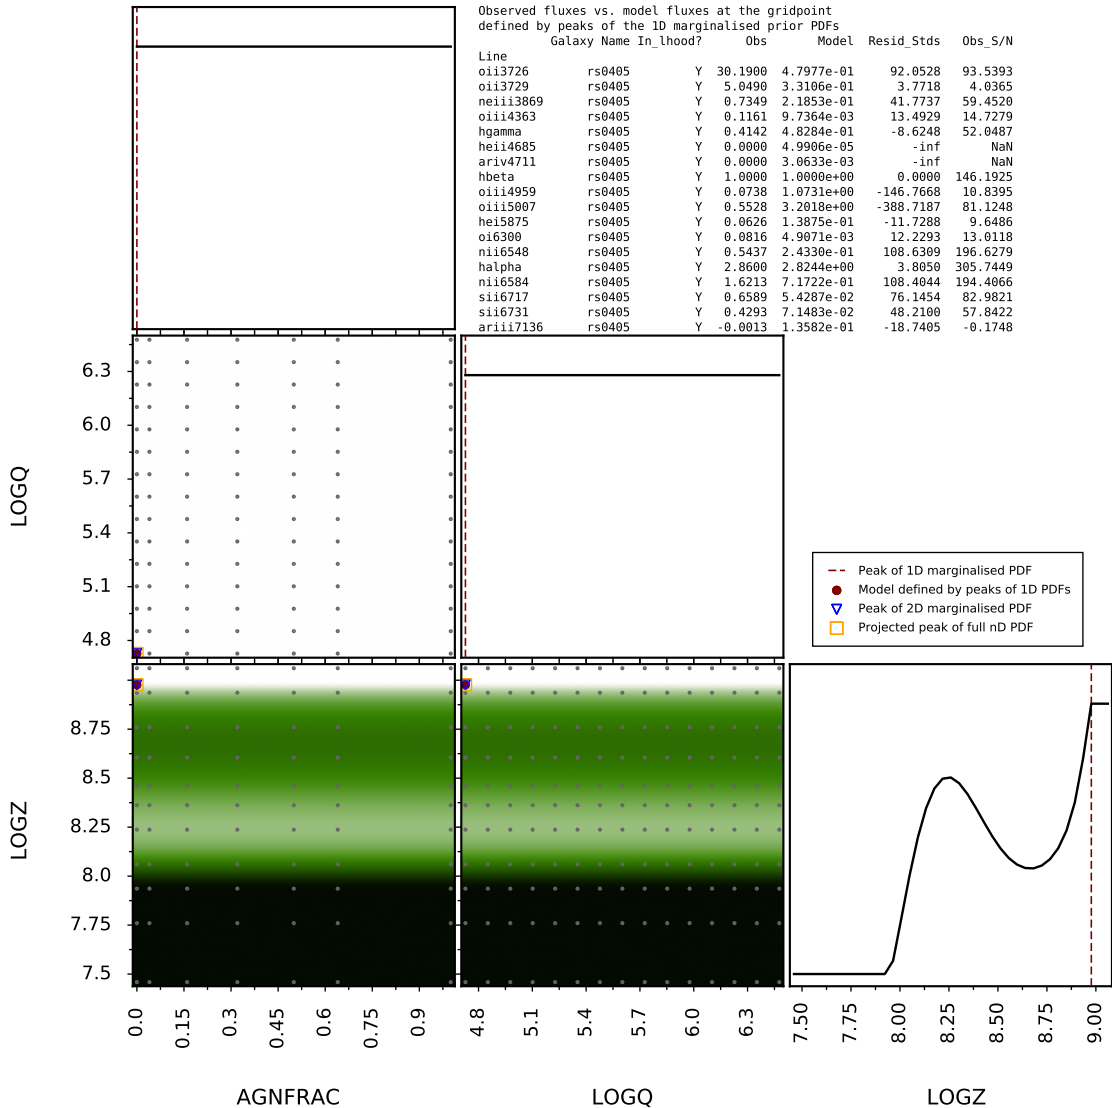 Observed fluxes vs. model fluxes at the gridpoint
defined by peaks of the 1D marginalised prior PDFs
Galaxy Name In_lhood? Obs Model Resid_Stds Obs_S/N
Line
oii3726 rs0405 Y 30.1900 4.7977e-01 92.0528 93.5393
oii3729 rs0405 Y 5.0490 3.3106e-01 3.7718 4.0365
neiii3869 rs0405 Y 0.7349 2.1853e-01 41.7737 59.4520
oiii4363 rs0405 Y 0.1161 9.7364e-03 13.4929 14.7279
hgamma rs0405 Y 0.4142 4.8284e-01 -8.6248 52.0487
heii4685 rs0405 Y 0.0000 4.9906e-05 -inf NaN
ariv4711 rs0405 Y 0.0000 3.0633e-03 -inf NaN
hbeta rs0405 Y 1.0000 1.0000e+00 0.0000 146.1925
oiii4959 rs0405 Y 0.0738 1.0731e+00 -146.7668 10.8395
oiii5007 rs0405 Y 0.5528 3.2018e+00 -388.7187 81.1248
hei5875 rs0405 Y 0.0626 1.3875e-01 -11.7288 9.6486
oi6300 rs0405 Y 0.0816 4.9071e-03 12.2293 13.0118
nii6548 rs0405 Y 0.5437 2.4330e-01 108.6309 196.6279
halpha rs0405 Y 2.8600 2.8244e+00 3.8050 305.7449
nii6584 rs0405 Y 1.6213 7.1722e-01 108.4044 194.4066
sii6717 rs0405 Y 0.6589 5.4287e-02 76.1454 82.9821
sii6731 rs0405 Y 0.4293 7.1483e-02 48.2100 57.8422
ariii7136 rs0405 Y -0.0013 1.3582e-01 -18.7405 -0.1748
LOGQ
6.3
6.0
5.7
5.4
5.1
4.8
Peak of 1D marginalised PDF
Model defined by peaks of 1D PDFs
Peak of 2D marginalised PDF
Projected peak of full nD PDF
LOGZ
8.75
8.5
8.25
8.0
7.75
7.5
0.0 0.15 0.3 0.45 0.6 0.75 0.9
4.8 5.1 5.4 5.7 6.0 6.3
7.50 7.75 8.00 8.25 8.50 8.75 9.00
AGNFRAC LOGQ LOGZ